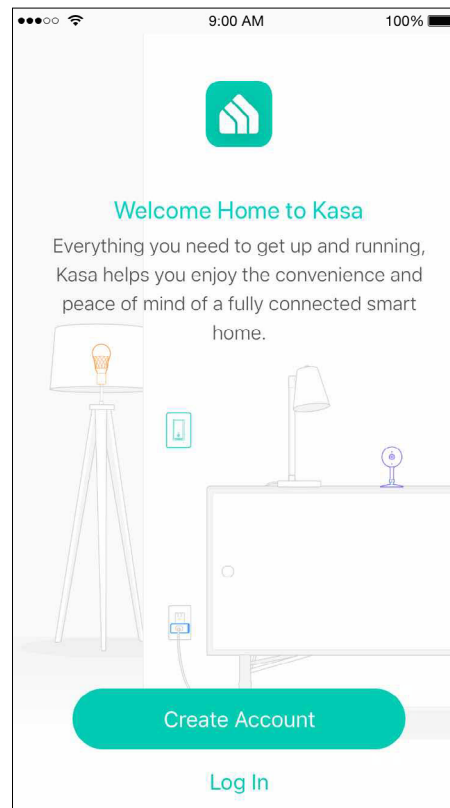 9:00 AM 100%
Welcome Home to Kasa
Everything you need to get up and running,
Kasa helps you enjoy the convenience and
peace of mind of a fully connected smart
home.
Create Account
Log In